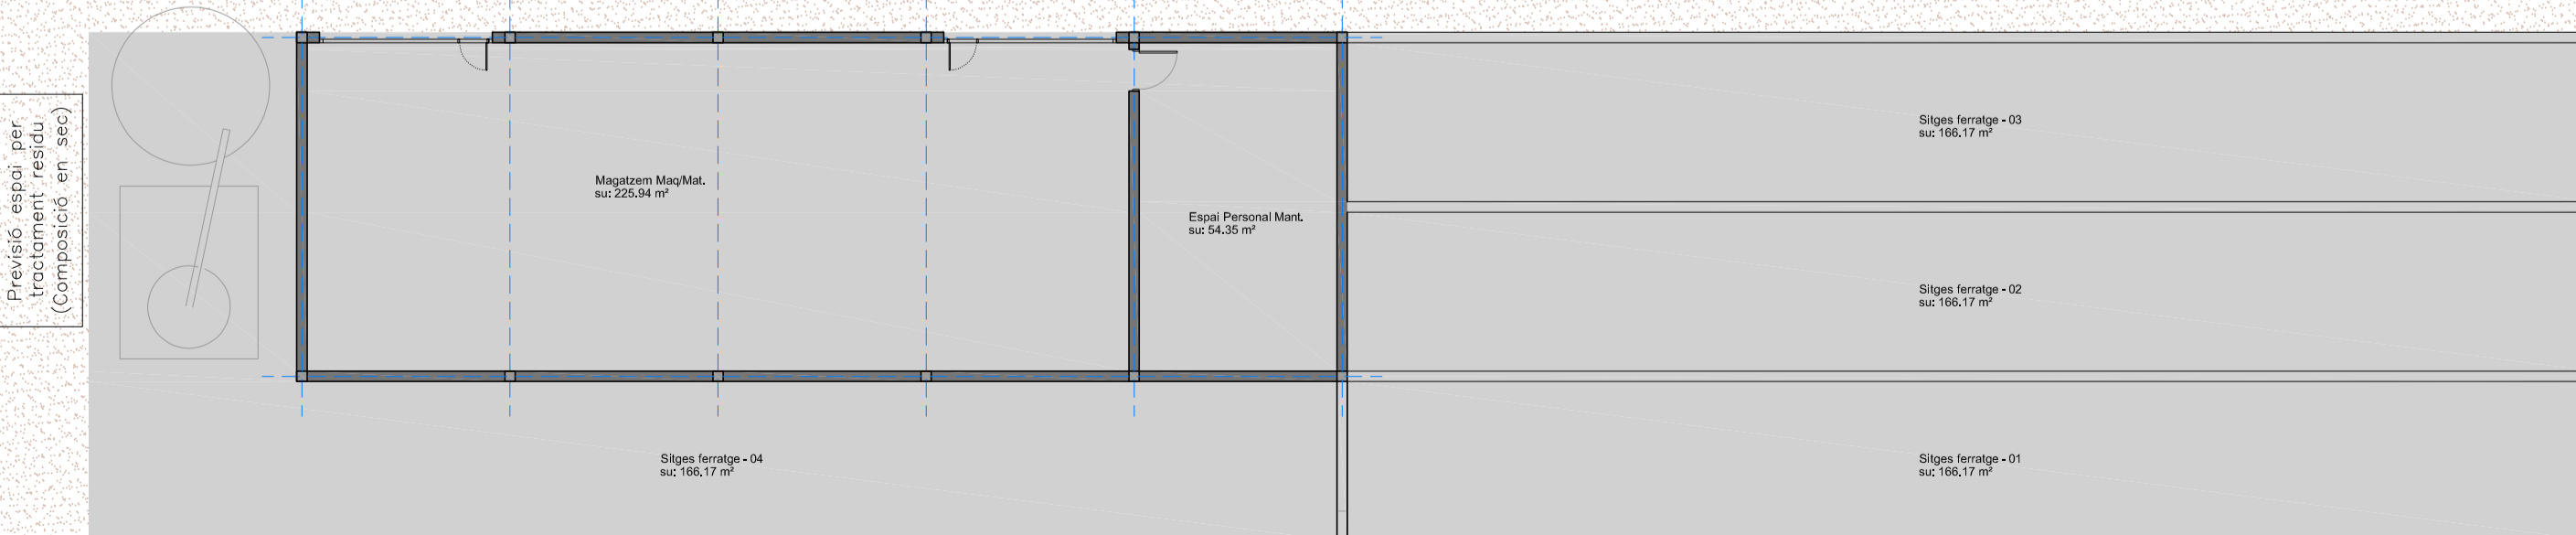 Previsió espai per
tractament residu
(Composició en sec)
Magatzem Maq/Mat.
su: 225.94 m²
Espai Personal Mant.
su: 54.35 m²
Sitges ferratge - 03
su: 166.17 m²
Sitges ferratge - 02
su: 166.17 m²
Sitges ferratge - 04
su: 166.17 m²
Sitges ferratge - 01
su: 166.17 m²